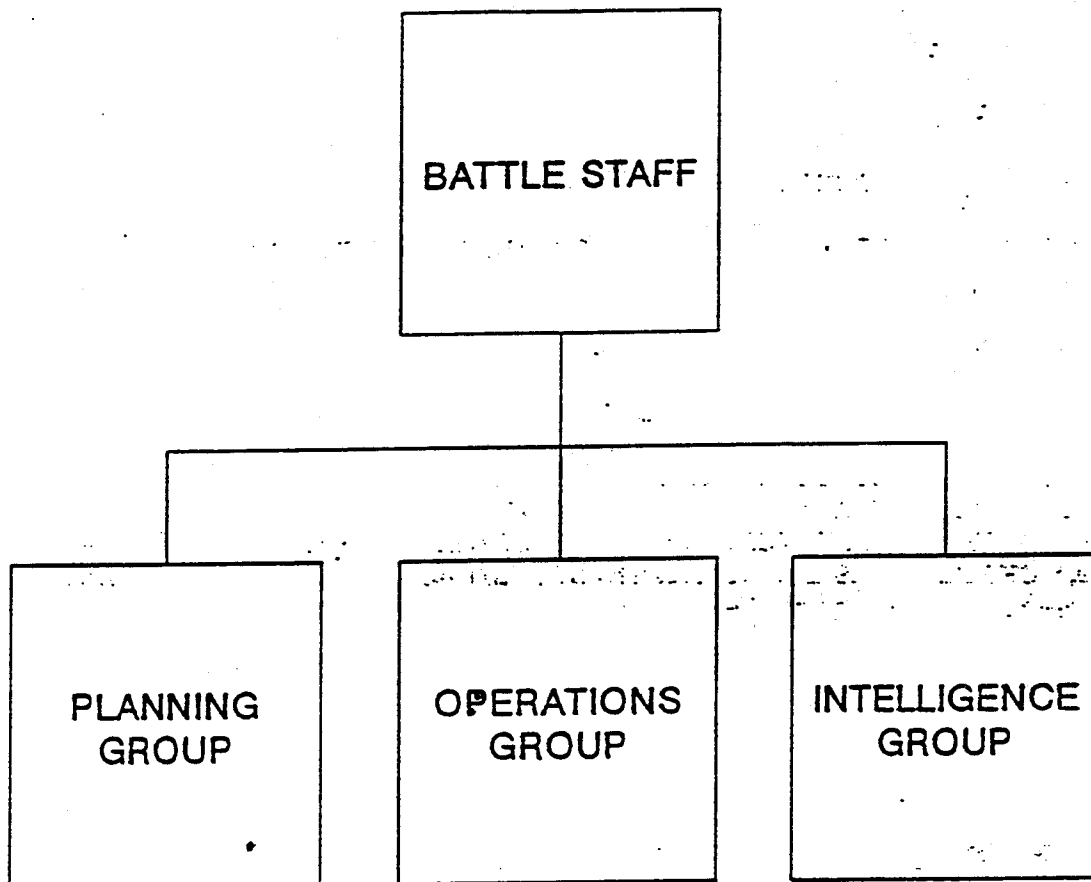 BATTLE STAFF
PLANNING
GROUP
OPERATIONS
GROUP
INTELLIGENCE
GROUP